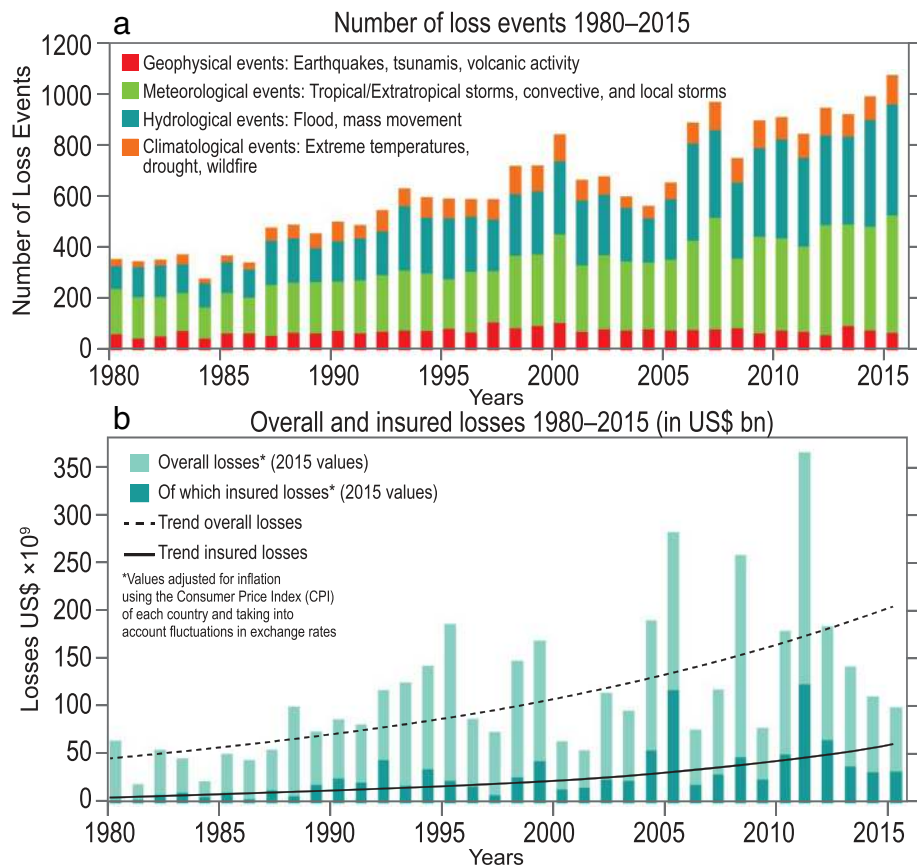 a
Number of loss events 1980–2015
Number of Loss Events
1200
1000
800
600
400
200
0
Geophysical events: Earthquakes, tsunamis, volcanic activity
Meteorological events: Tropical/Extratropical storms, convective, and local storms
Hydrological events: Flood, mass movement
Climatological events: Extreme temperatures,
drought, wildfire
1980 1985 1990 1995 2000 2005 2010 2015
Years
b
Overall and insured losses 1980–2015 (in US$ bn)
Losses US$ ×10⁹
350
300
250
200
150
100
50
0
Overall losses* (2015 values)
Of which insured losses* (2015 values)
Trend overall losses
Trend insured losses
*Values adjusted for inflation
using the Consumer Price Index (CPI)
of each country and taking into
account fluctuations in exchange rates
1980 1985 1990 1995 2000 2005 2010 2015
Years